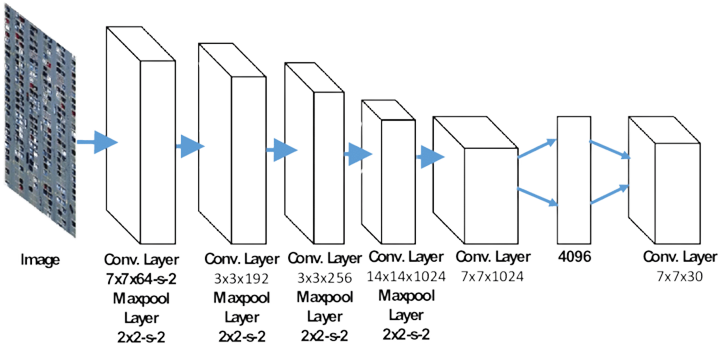 Image
Conv. Layer
7x7x64-s-2
Maxpool
Layer
2x2-s-2
Conv. Layer
3x3x192
Maxpool
Layer
2x2-s-2
Conv. Layer
3x3x256
Maxpool
Layer
2x2-s-2
Conv. Layer
14x14x1024
Maxpool
Layer
2x2-s-2
Conv. Layer
7x7x1024
4096
Conv. Layer
7x7x30